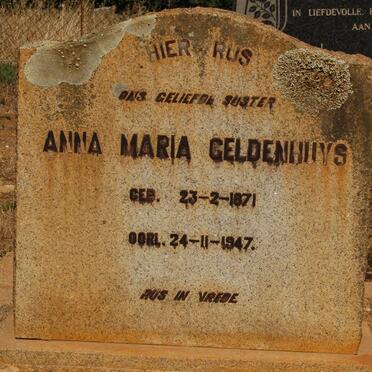 IN LIEFDEVOLLE
AAN
HIER RUS
ONS GELIEFDE SUSTER
ANNA MARIA GELDENHUYS
GEB. 23-2-1871
OORL. 24-11-1947.
RUS IN VREDE